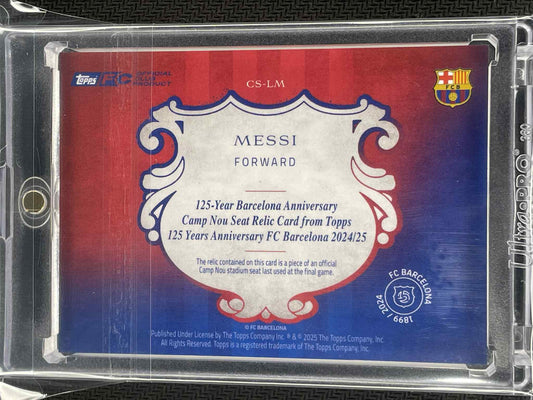 topps OFFICIAL CLUB PRODUCT
CS-LM
FCB
MESSI
FORWARD
125-Year Barcelona Anniversary
Camp Nou Seat Relic Card from Topps
125 Years Anniversary FC Barcelona 2024/25
The relic contained on this card is a piece of an official
Camp Nou stadium seat last used at the final game.
FC BARCELONA
125
1899 / 2024
© FC BARCELONA
Published Under License by The Topps Company Inc. ® & © 2025 The Topps Company, Inc.
All Rights Reserved. Topps is a registered trademark of The Topps Company, Inc.